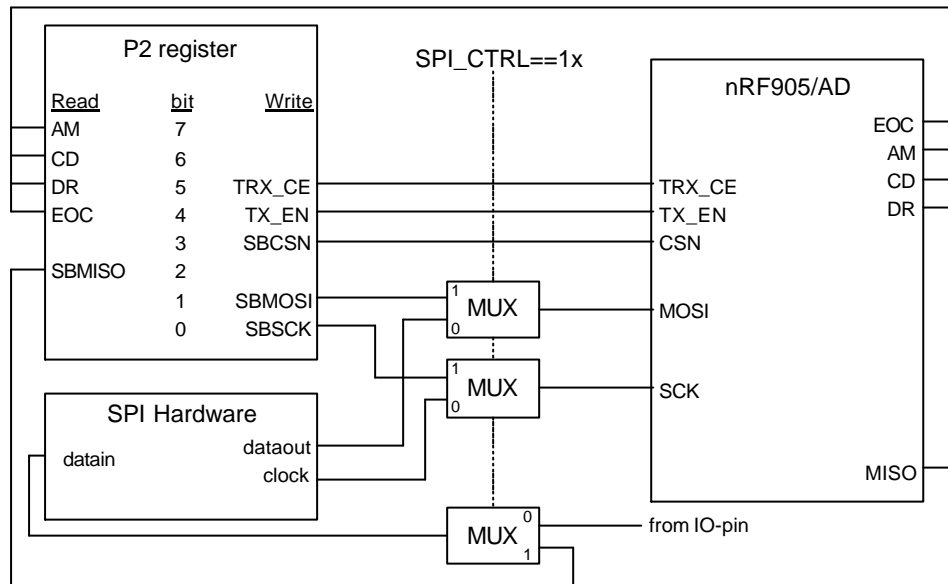 P2 register
Read bit Write
AM 7
CD 6
DR 5 TRX_CE
EOC 4 TX_EN
3 SBCSN
SBMISO 2
1 SBMOSI
0 SBSCK
SPI_CTRL==1x
1
MUX
0
1
MUX
0
nRF905/AD
EOC
AM
CD
DR
TRX_CE
TX_EN
CSN
MOSI
SCK
MISO
SPI Hardware
dataout
datain
clock
MUX
0
1
from IO-pin